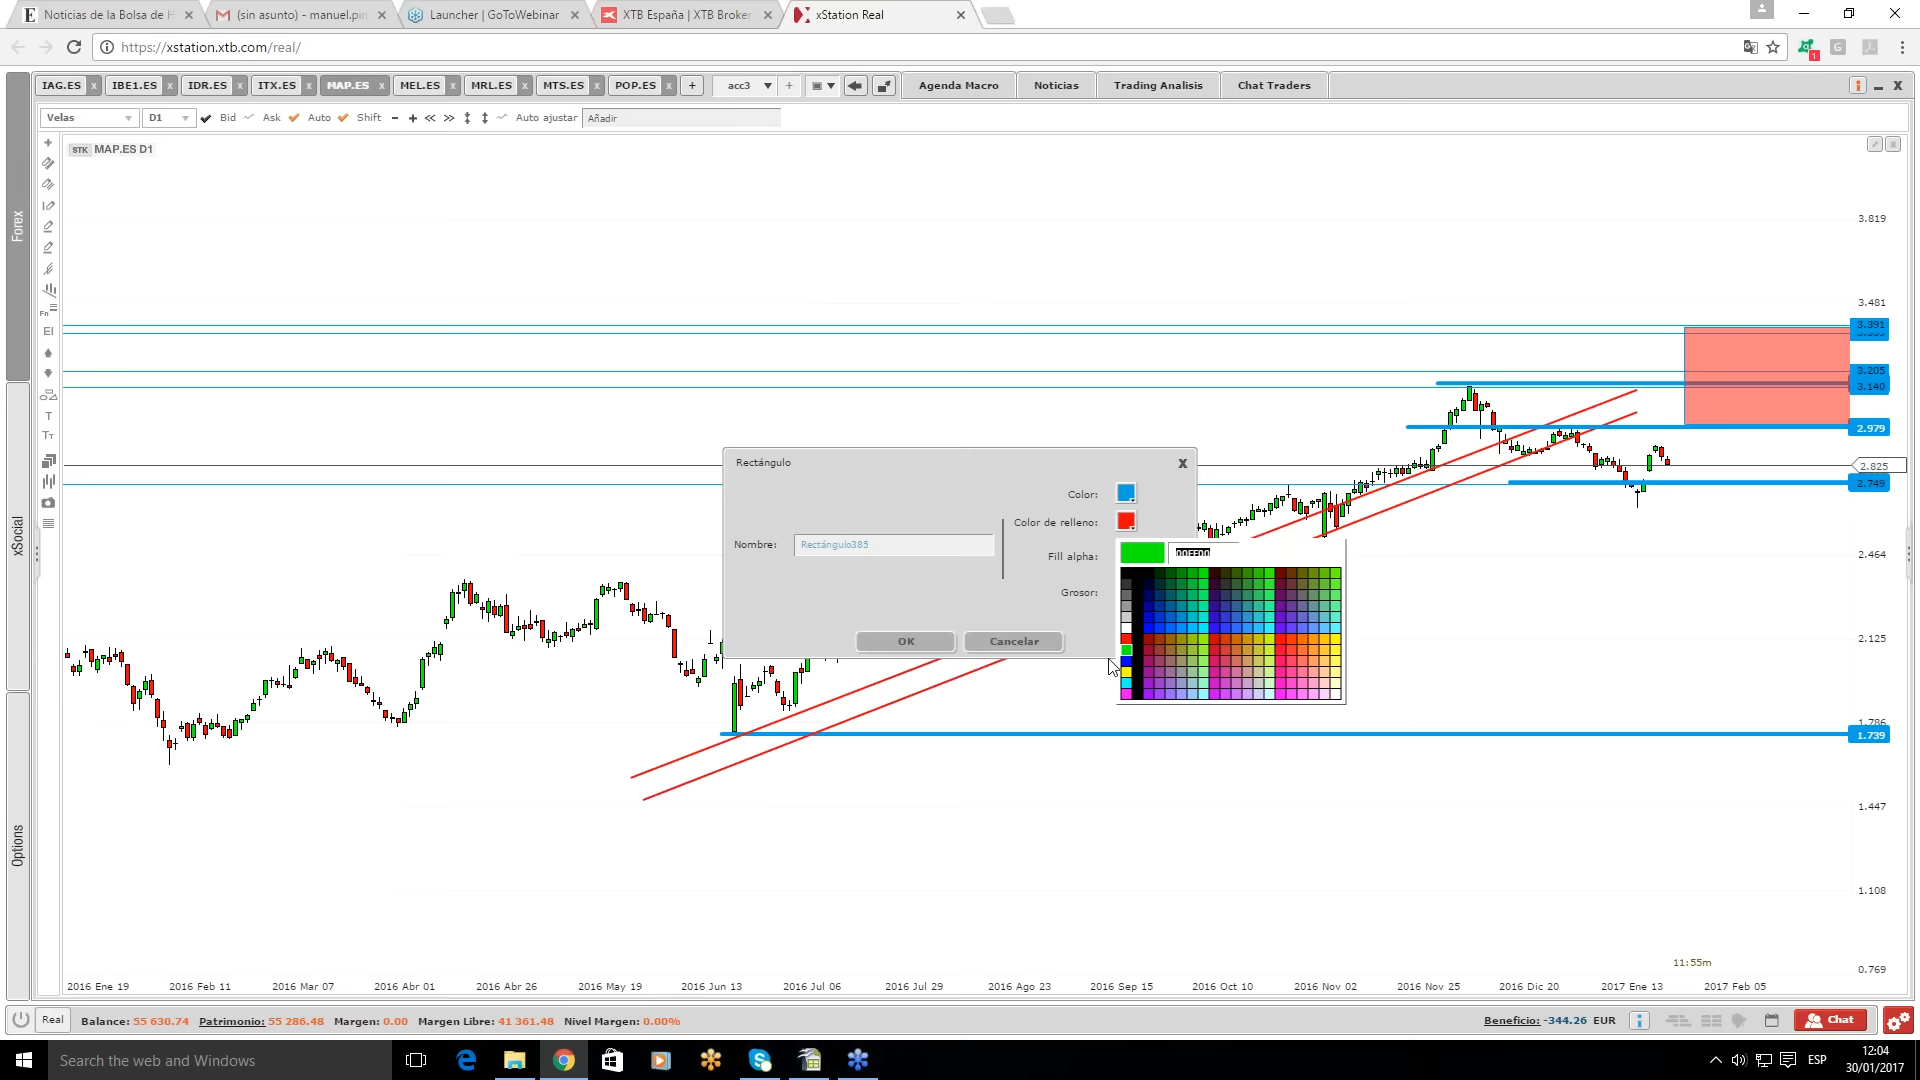 Noticias de la Bolsa de H
(sin asunto) - manuel.pin
Launcher | GoToWebinar
XTB España | XTB Broker
xStation Real
https://xstation.xtb.com/real/
IAG.ES x IBE1.ES x IDR.ES x ITX.ES x MAP.ES x MEL.ES x MRL.ES x MTS.ES x POP.ES x + acc3 + Agenda Macro Noticias Trading Analisis Chat Traders
Velas D1 Bid Ask Auto Shift - + Auto ajustar Añadir
STK MAP.ES D1
Forex
xSocial
Options
3.819
3.481
3.391
3.205
3.140
2.979
2.825
2.749
2.464
2.125
1.786
1.739
1.447
1.108
0.769
Rectángulo X
Color:
Color de relleno:
Nombre: Rectángulo385
Fill alpha:
Grosor:
OK Cancelar
11:55m
2016 Ene 19 2016 Feb 11 2016 Mar 07 2016 Abr 01 2016 Abr 26 2016 May 19 2016 Jun 13 2016 Jul 06 2016 Jul 29 2016 Ago 23 2016 Sep 15 2016 Oct 10 2016 Nov 02 2016 Nov 25 2016 Dic 20 2017 Ene 13 2017 Feb 05
Real Balance: 55 630.74 Patrimonio: 55 286.48 Margen: 0.00 Margen Libre: 41 361.48 Nivel Margen: 0.00% Beneficio: -344.26 EUR Chat
Search the web and Windows
ESP
12:04
30/01/2017